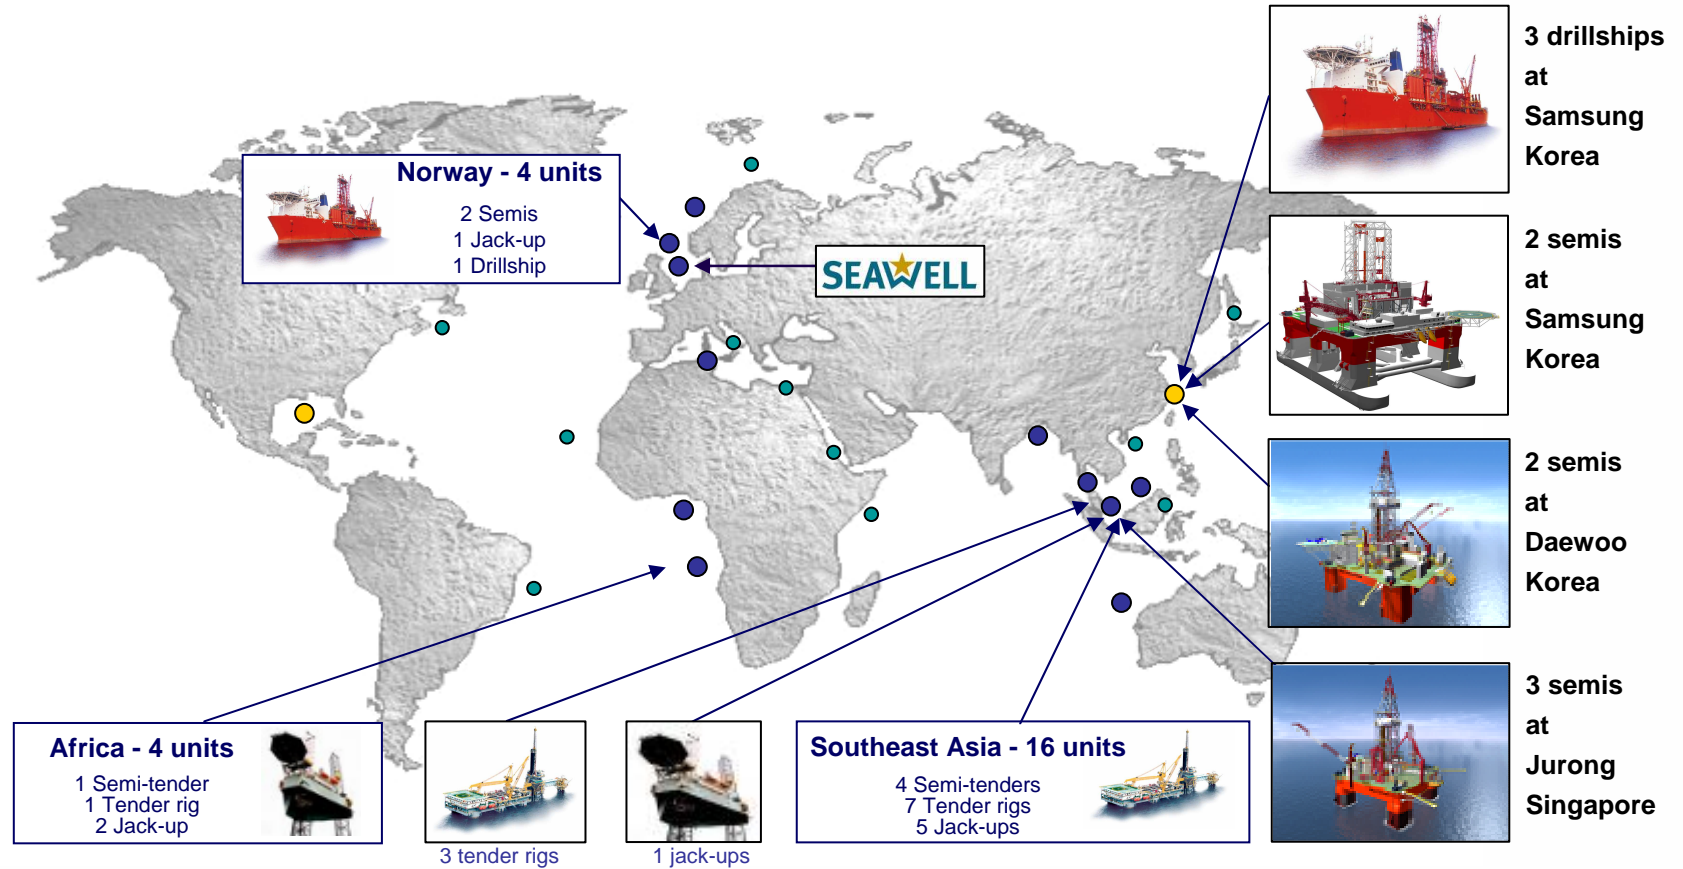 3 drillships
at
Samsung
Korea
Norway - 4 units
2 Semis
1 Jack-up
1 Drillship
SEAWELL
2 semis
at
Samsung
Korea
2 semis
at
Daewoo
Korea
3 semis
at
Jurong
Singapore
Africa - 4 units
1 Semi-tender
1 Tender rig
2 Jack-up
3 tender rigs
1 jack-ups
Southeast Asia - 16 units
4 Semi-tenders
7 Tender rigs
5 Jack-ups